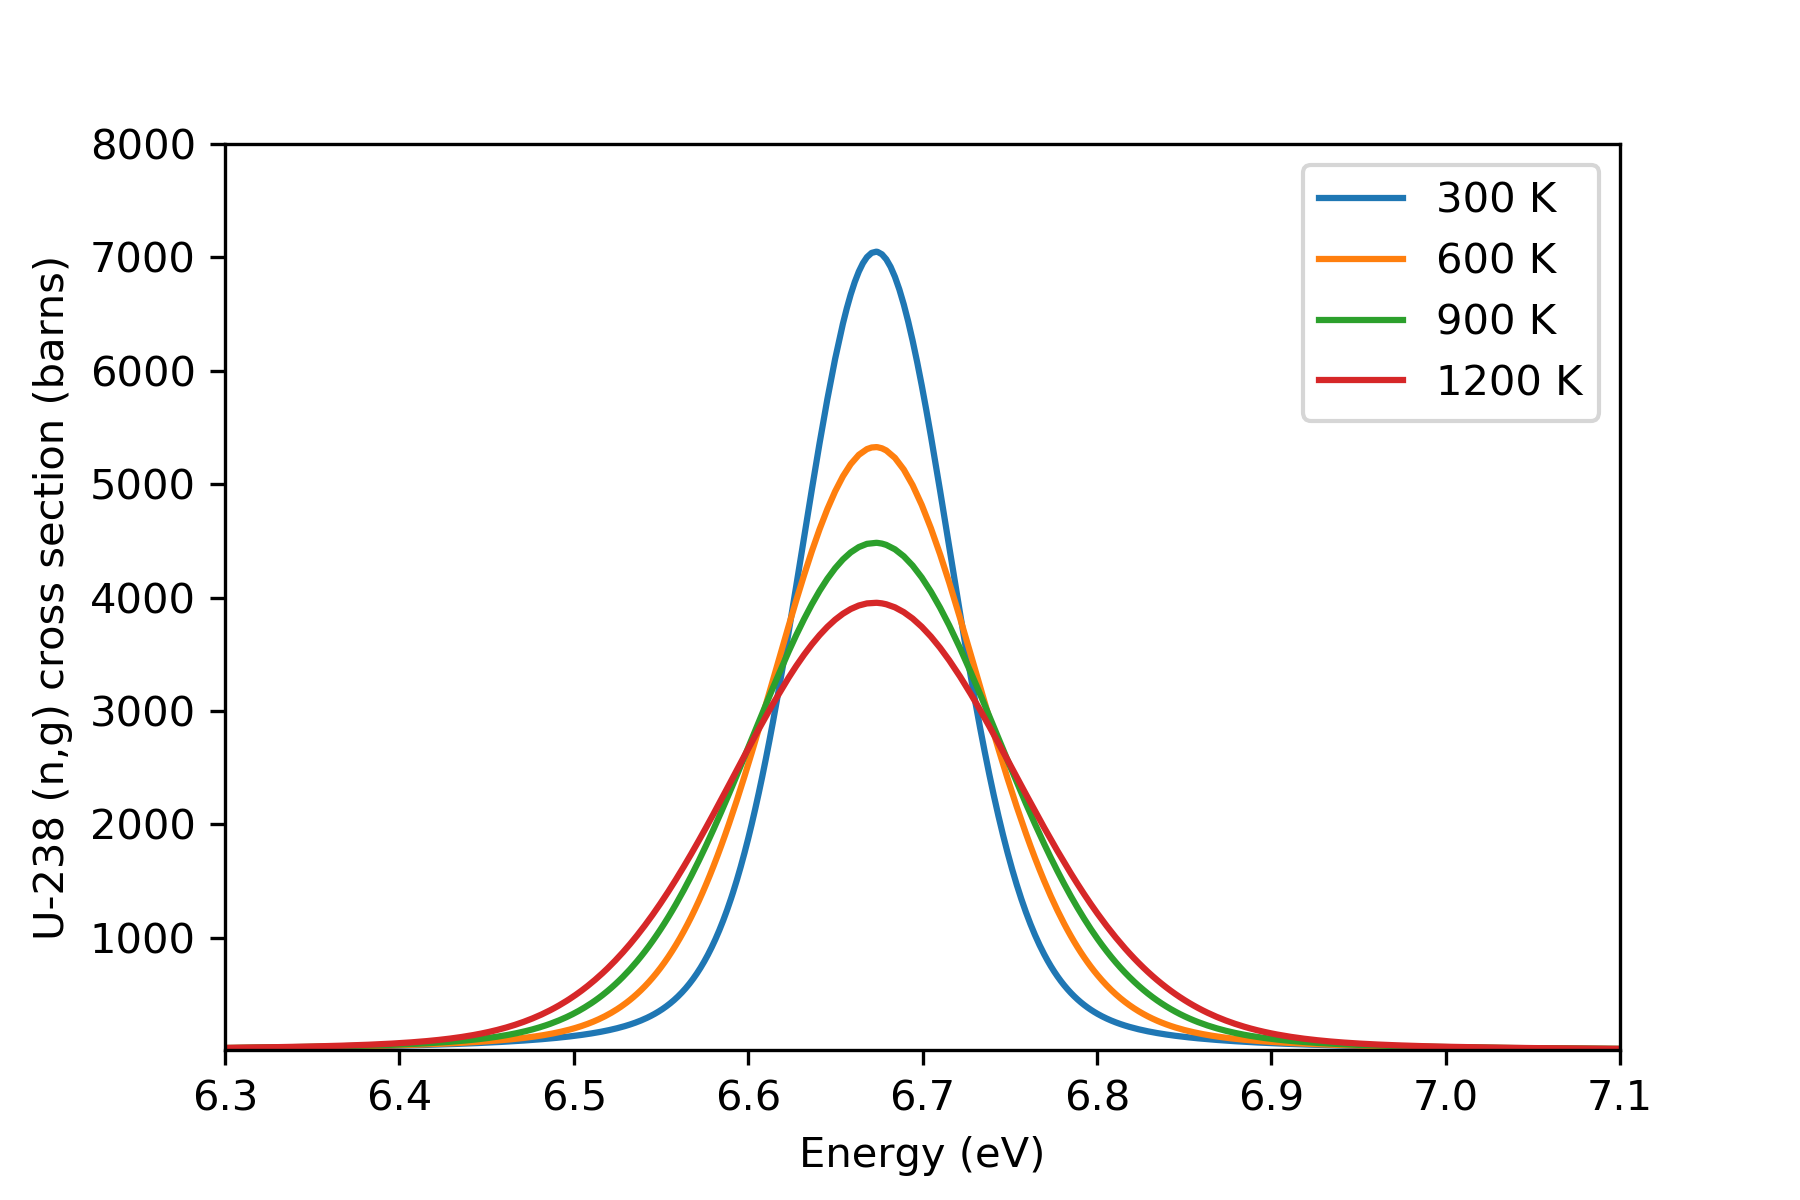 8000
7000
6000
5000
4000
3000
2000
1000
U-238 (n,g) cross section (barns)
300 K
600 K
900 K
1200 K
6.3 6.4 6.5 6.6 6.7 6.8 6.9 7.0 7.1
Energy (eV)